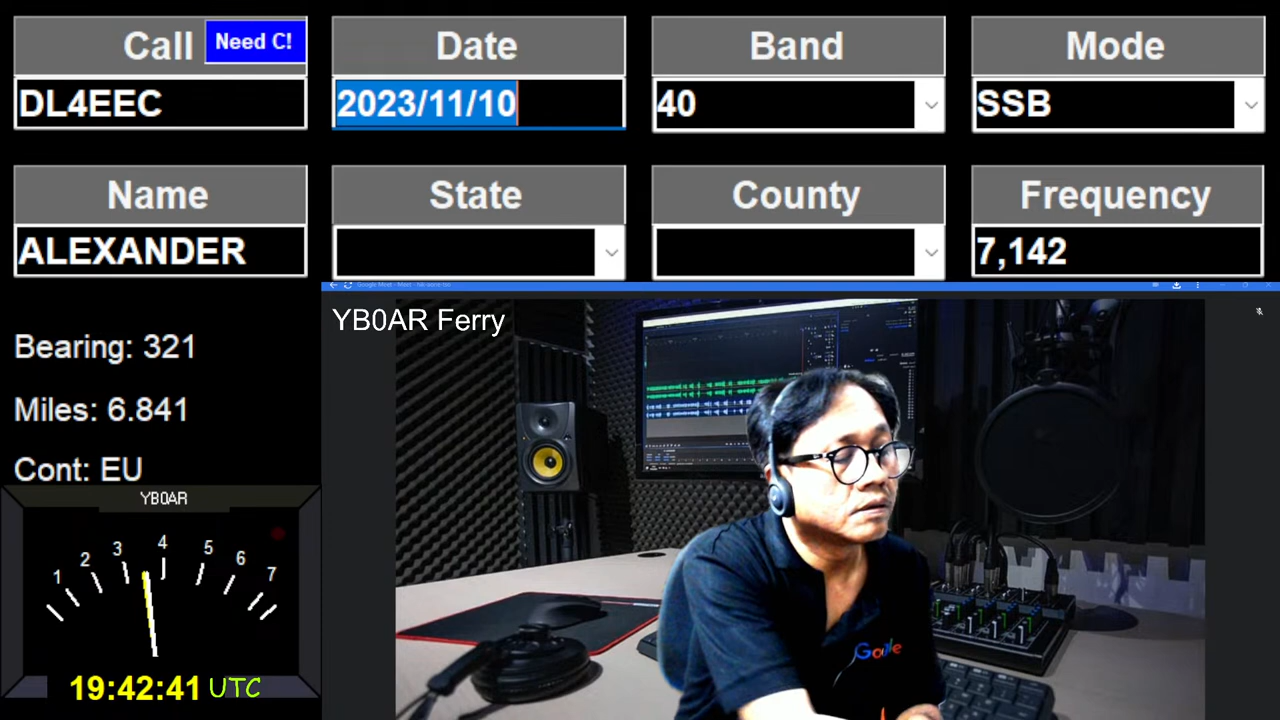 Call Need C!
Date
Band
Mode
DL4EEC
2023/11/10
40
SSB
Name
State
County
Frequency
ALEXANDER
7,142
YB0AR Ferry
Bearing: 321
Miles: 6.841
Cont: EU
YB0AR
1 2 3 4 5 6 7
19:42:41 UTC
Google